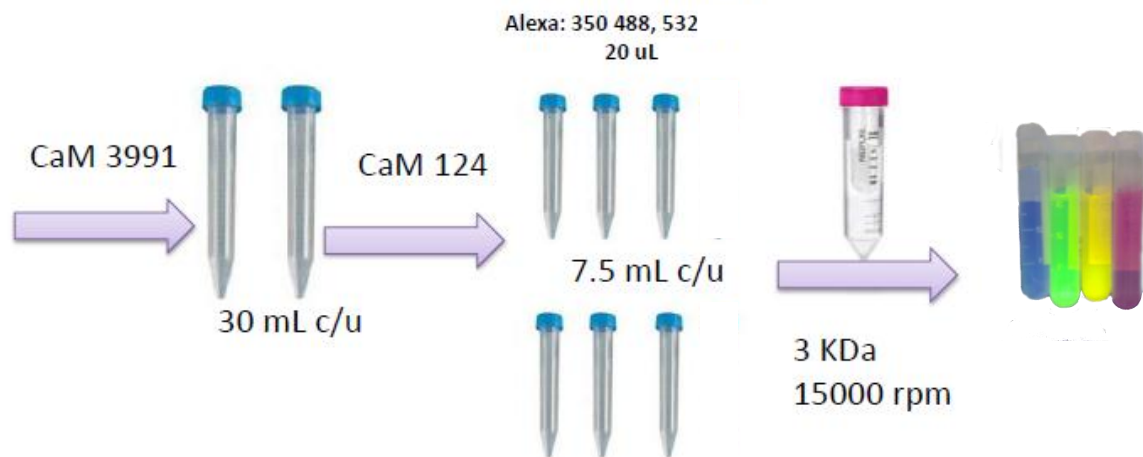 Alexa: 350 488, 532
20 uL
CaM 3991
CaM 124
30 mL c/u
7.5 mL c/u
3 KDa
15000 rpm